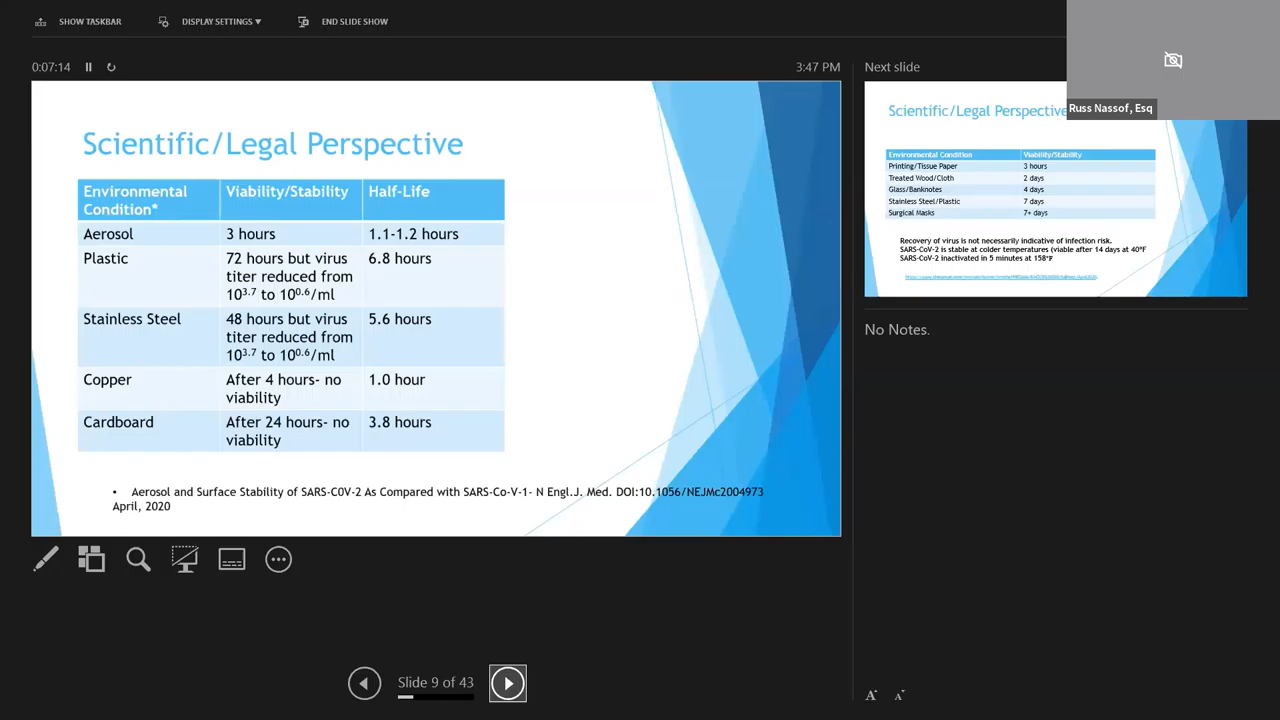 SHOW TASKBAR
DISPLAY SETTINGS ▼
END SLIDE SHOW
0:07:14
3:47 PM
Scientific/Legal Perspective
Environmental Condition* Viability/Stability Half-Life
Aerosol 3 hours 1.1-1.2 hours
Plastic 72 hours but virus titer reduced from 10^3.7 to 10^0.6/ml 6.8 hours
Stainless Steel 48 hours but virus titer reduced from 10^3.7 to 10^0.6/ml 5.6 hours
Copper After 4 hours- no viability 1.0 hour
Cardboard After 24 hours- no viability 3.8 hours
• Aerosol and Surface Stability of SARS-C0V-2 As Compared with SARS-Co-V-1- N Engl.J. Med. DOI:10.1056/NEJMc2004973
April, 2020
Slide 9 of 43
Next slide
Russ Nassof, Esq
Scientific/Legal Perspective
Environmental Condition Viability/Stability
Printing/Tissue Paper 3 hours
Treated Wood/Cloth 2 days
Glass/Banknotes 4 days
Stainless Steel/Plastic 7 days
Surgical Masks 7+ days
Recovery of virus is not necessarily indicative of infection risk.
SARS-CoV-2 is stable at colder temperatures (viable after 14 days at 40°F
SARS-CoV-2 inactivated in 5 minutes at 158°F
No Notes.
A
A